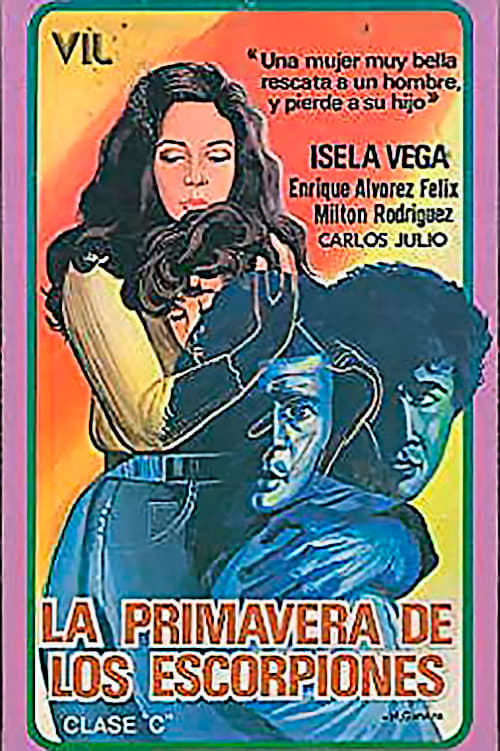 VIL
"Una mujer muy bella
rescata a un hombre,
y pierde a su hijo"
ISELA VEGA
Enrique Alvorez Felix
Milton Rodriguez
CARLOS JULIO
LA PRIMAVERA DE
LOS ESCORPIONES
CLASE "C"